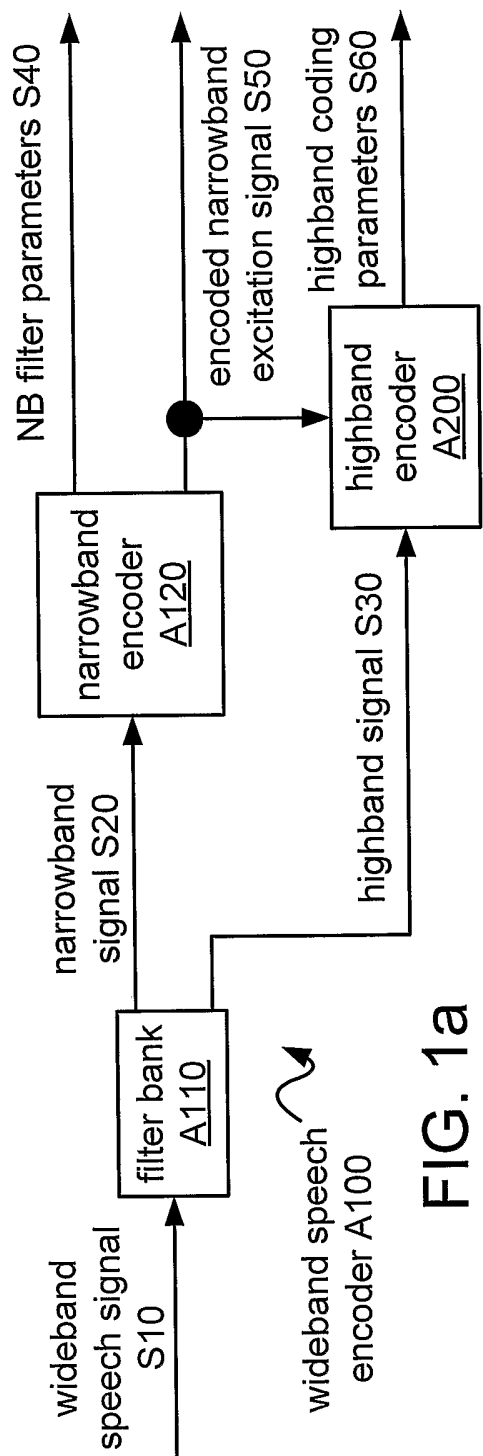 wideband
speech signal
S10
filter bank
A110
narrowband
signal S20
narrowband
encoder
A120
NB filter parameters S40
encoded narrowband
excitation signal S50
highband signal S30
highband
encoder
A200
highband coding
parameters S60
wideband speech
encoder A100
FIG. 1a